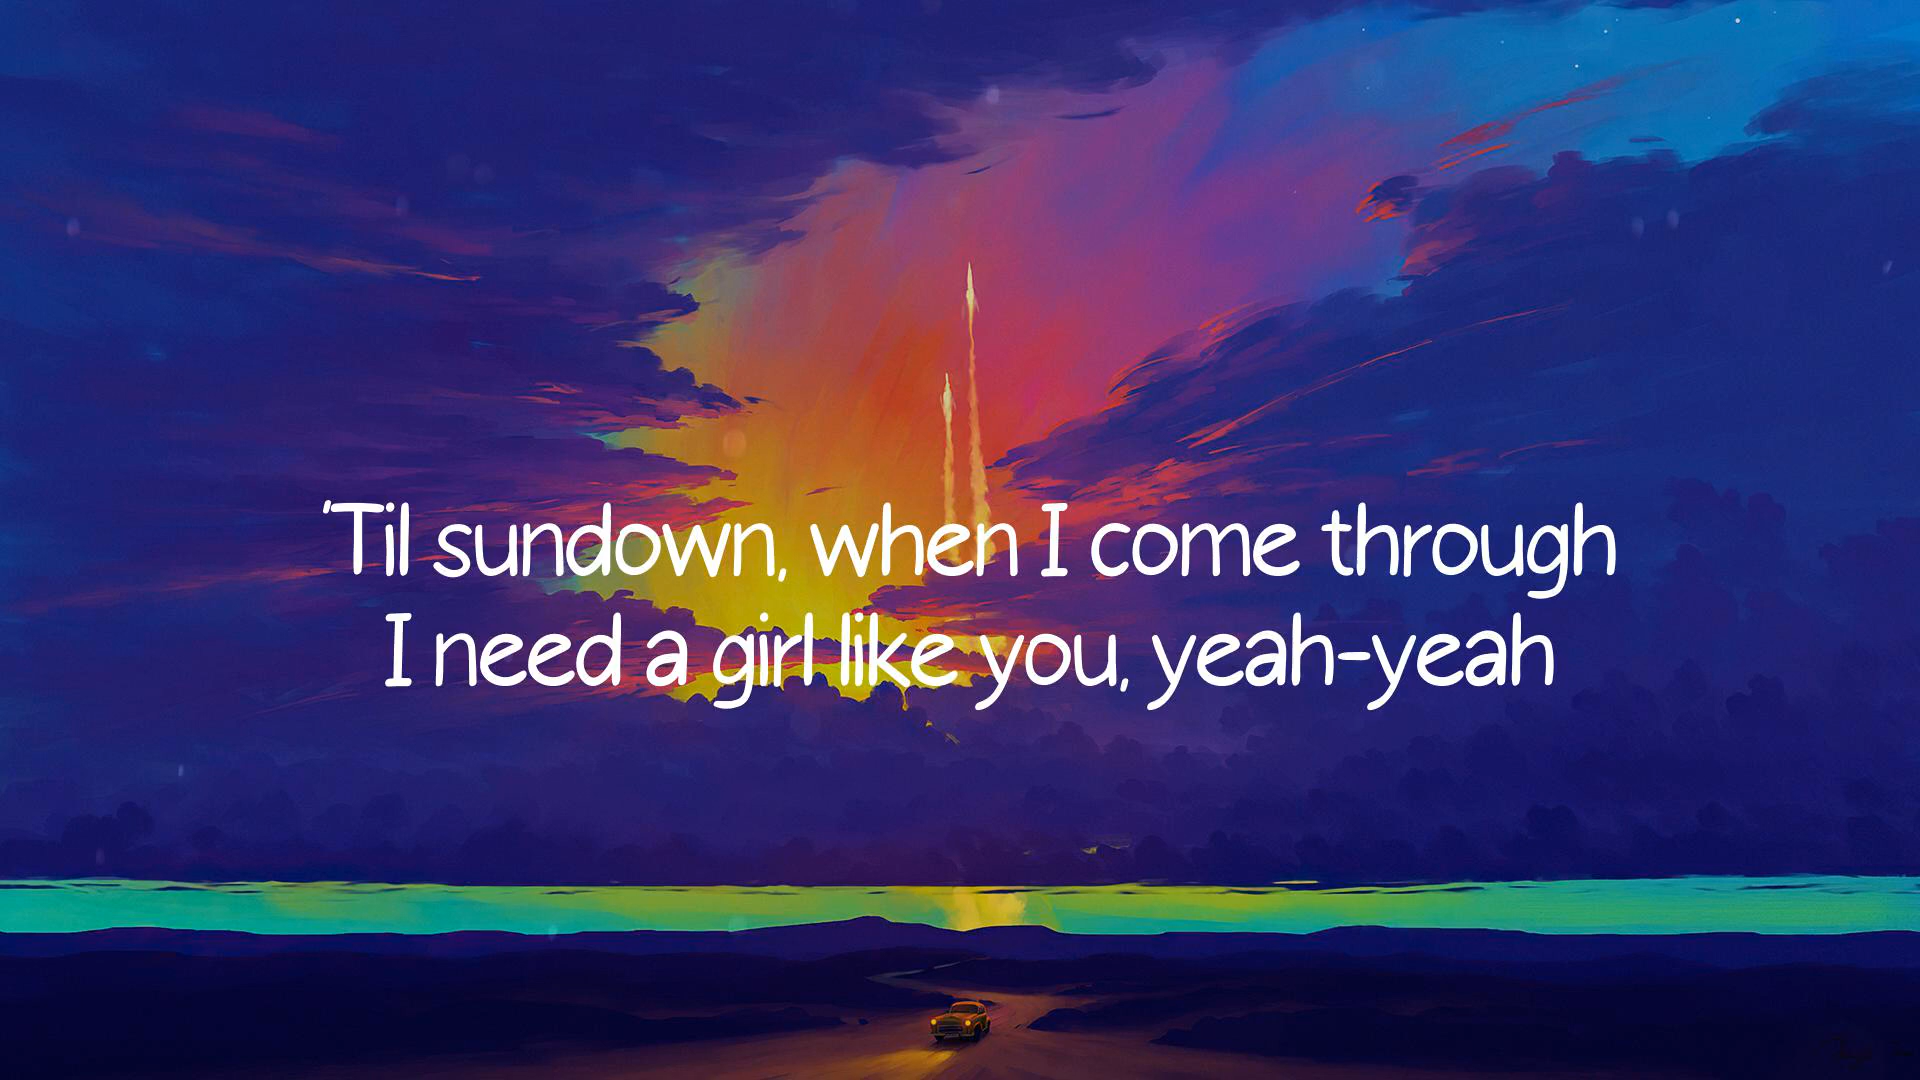 'Til sundown, when I come through
I need a girl like you, yeah-yeah